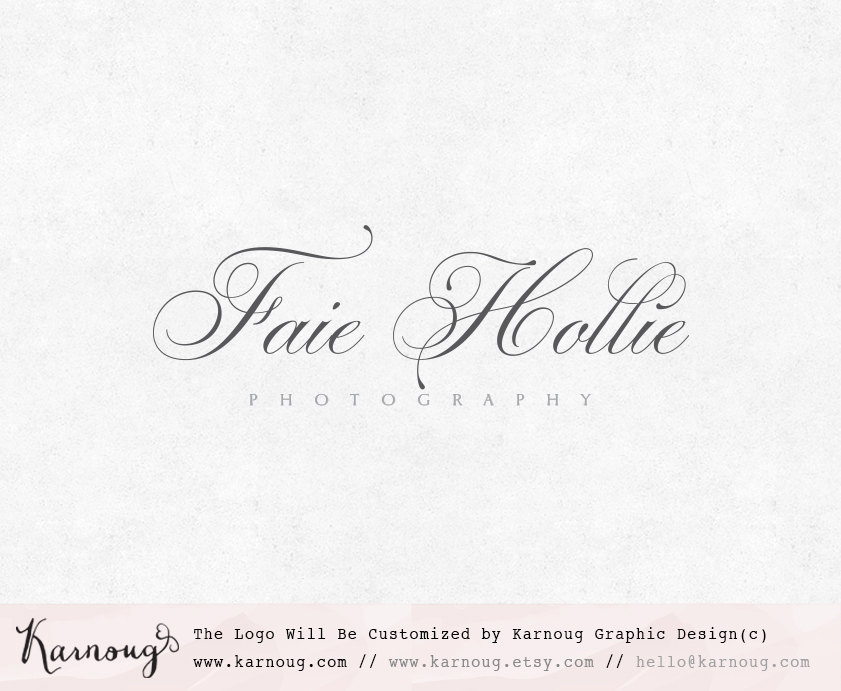 Faie Hollie
PHOTOGRAPHY
Karnoug
The Logo Will Be Customized by Karnoug Graphic Design(c)
www.karnoug.com // www.karnoug.etsy.com // hello@karnoug.com